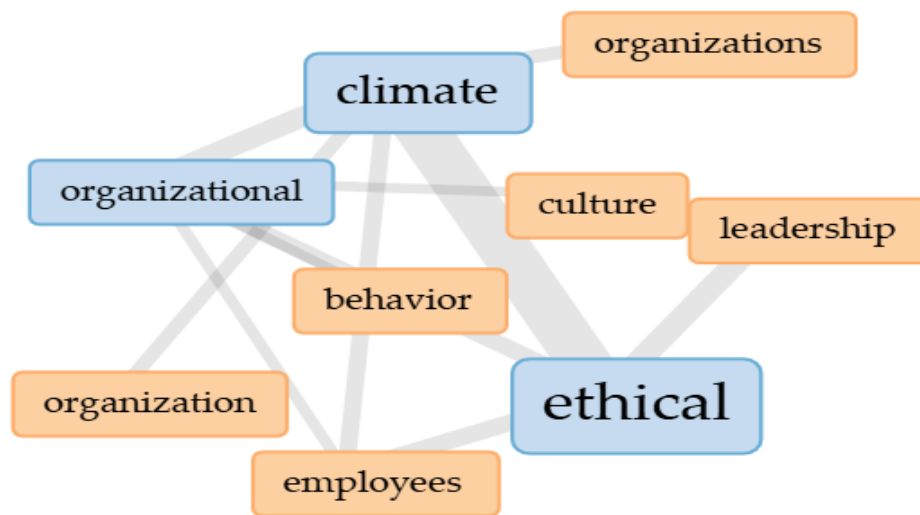 organizations
climate
organizational
culture
leadership
behavior
organization
ethical
employees